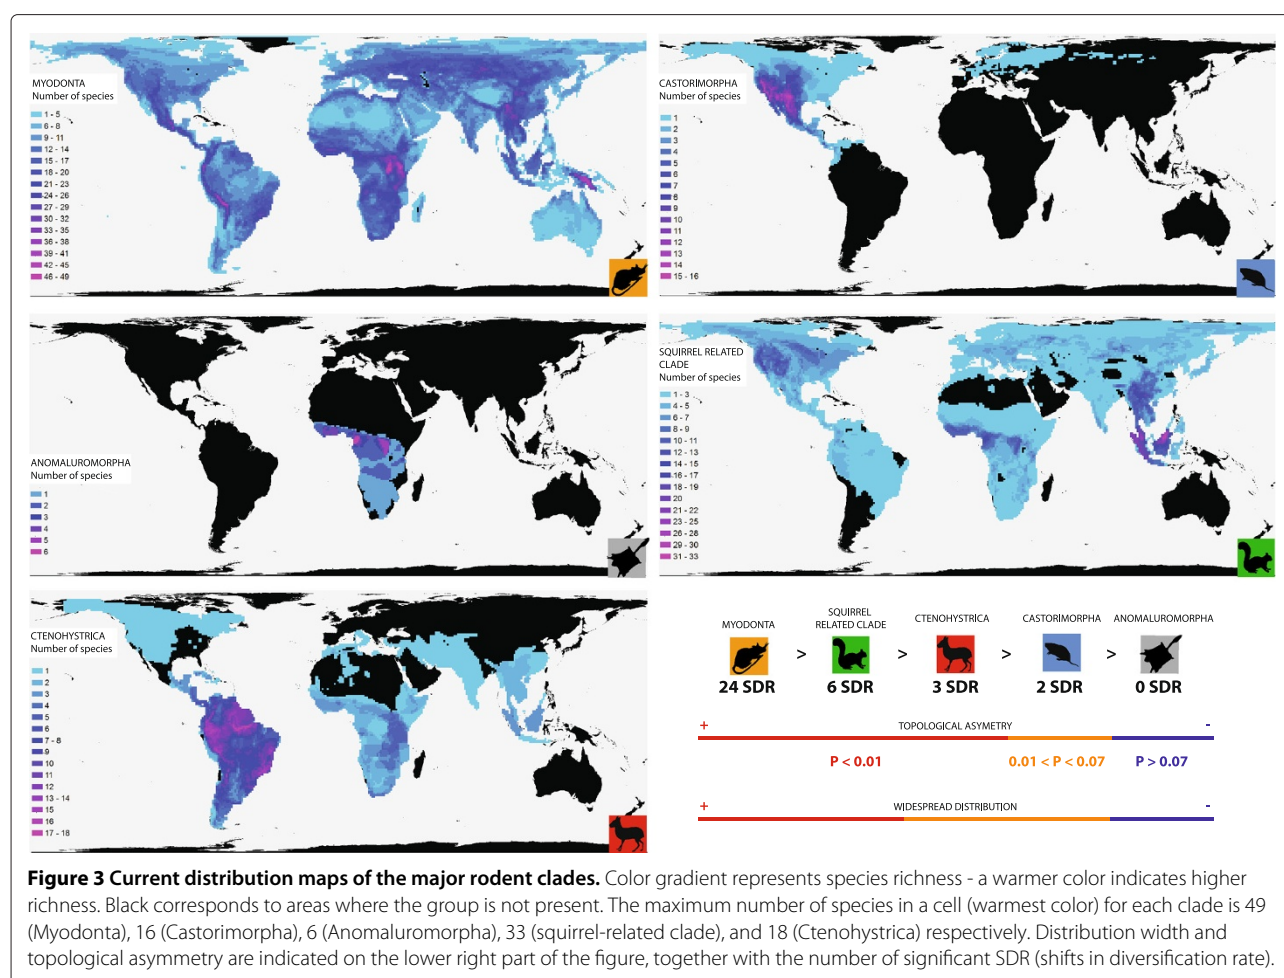 MYODONTA
Number of species
1 - 5
6 - 8
9 - 11
12 - 14
15 - 17
18 - 20
21 - 23
24 - 26
27 - 29
30 - 32
33 - 35
36 - 38
39 - 41
42 - 45
46 - 49
CASTORIMORPHA
Number of species
1
2
3
4
5
6
7
8
9
10
11
12
13
14
15 - 16
ANOMALUROMORPHA
Number of species
1
2
3
4
5
6
SQUIRREL RELATED
CLADE
Number of species
1 - 3
4 - 5
6 - 7
8 - 9
10 - 11
12 - 13
14 - 15
16 - 17
18 - 19
20
21 - 22
23 - 25
26 - 28
29 - 30
31 - 33
CTENOHYSTRICA
Number of species
1
2
3
4
5
6
7 - 8
9
10
11
12
13 - 14
15
16
17 - 18
MYODONTA SQUIRREL RELATED CLADE CTENOHYSTRICA CASTORIMORPHA ANOMALUROMORPHA
> > > >
24 SDR 6 SDR 3 SDR 2 SDR 0 SDR
+ TOPOLOGICAL ASYMETRY -
P < 0.01 0.01 < P < 0.07 P > 0.07
+ WIDESPREAD DISTRIBUTION -
Figure 3 Current distribution maps of the major rodent clades. Color gradient represents species richness - a warmer color indicates higher
richness. Black corresponds to areas where the group is not present. The maximum number of species in a cell (warmest color) for each clade is 49
(Myodonta), 16 (Castorimorpha), 6 (Anomaluromorpha), 33 (squirrel-related clade), and 18 (Ctenohystrica) respectively. Distribution width and
topological asymmetry are indicated on the lower right part of the figure, together with the number of significant SDR (shifts in diversification rate).